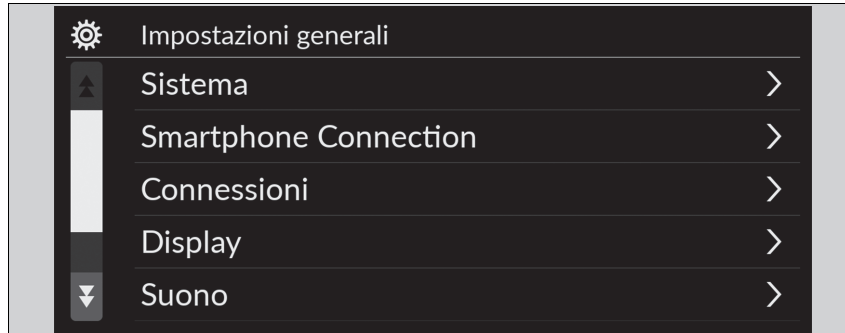 Impostazioni generali
Sistema
Smartphone Connection
Connessioni
Display
Suono